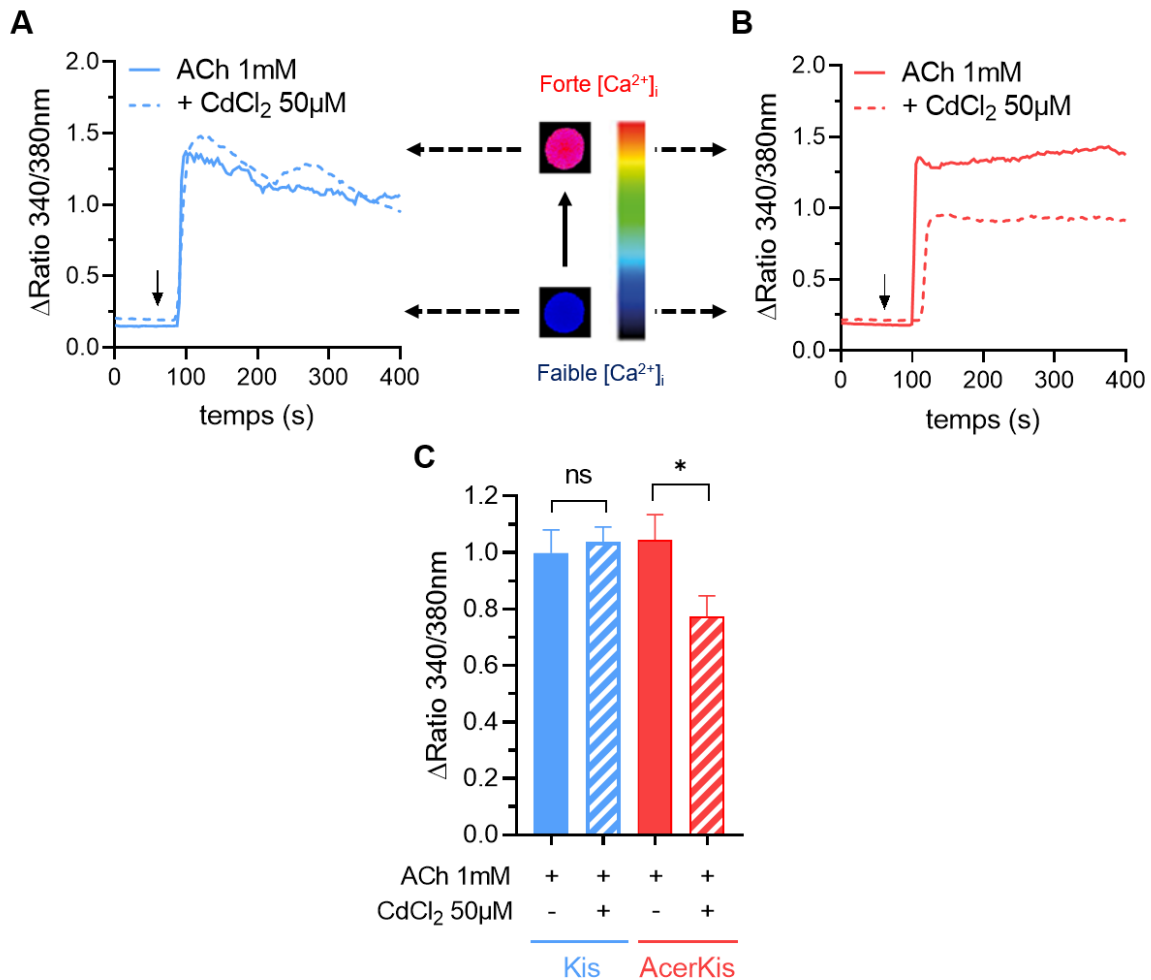 A
B
2.0
1.5
1.0
0.5
0.0
ΔRatio 340/380nm
ACh 1mM
+ CdCl₂ 50µM
0 100 200 300 400
temps (s)
Forte [Ca²⁺]ᵢ
Faible [Ca²⁺]ᵢ
2.0
1.5
1.0
0.5
0.0
ΔRatio 340/380nm
ACh 1mM
+ CdCl₂ 50µM
0 100 200 300 400
temps (s)
C
ns
*
1.2
1.0
0.8
0.6
0.4
0.2
0.0
ΔRatio 340/380nm
ACh 1mM + + + +
CdCl₂ 50µM - + - +
Kis AcerKis